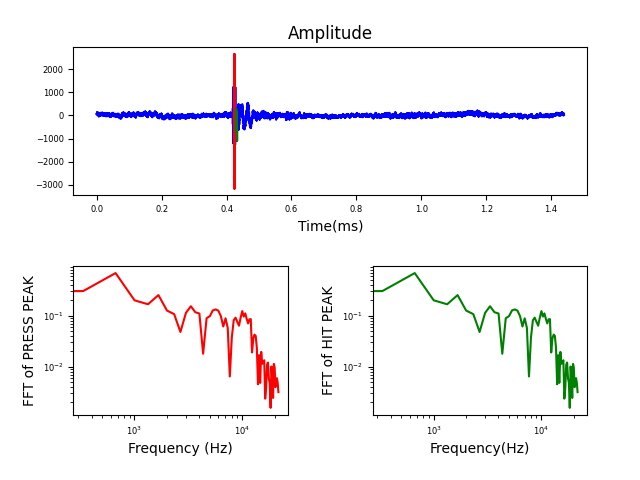 Amplitude
2000
1000
0
−1000
−2000
−3000
0.0 0.2 0.4 0.6 0.8 1.0 1.2 1.4
Time(ms)
FFT of PRESS PEAK
10⁻¹
10⁻²
10³ 10⁴
Frequency (Hz)
FFT of HIT PEAK
10⁻¹
10⁻²
10³ 10⁴
Frequency(Hz)